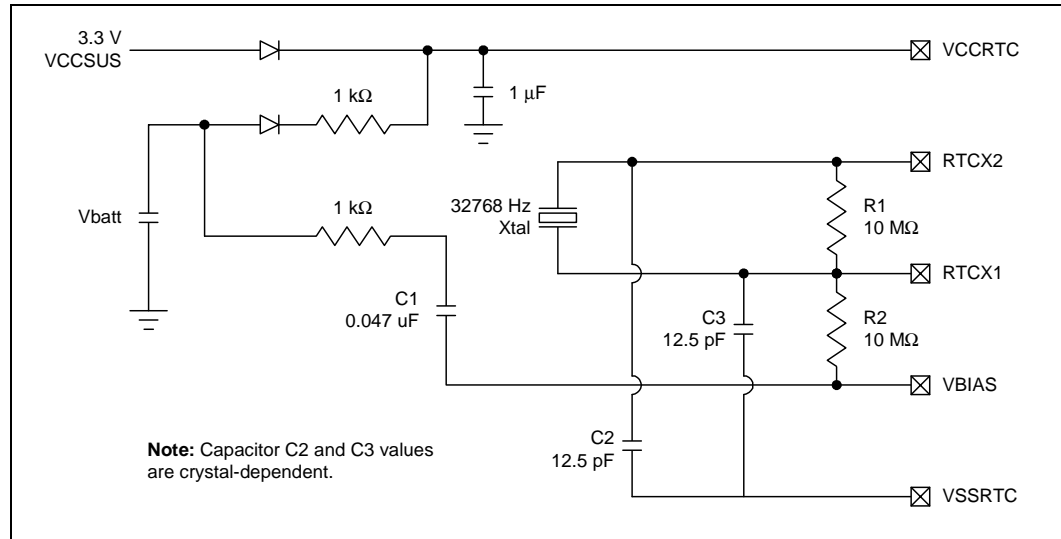 3.3 V
VCCSUS
VCCRTC
1 kΩ
1 μF
RTCX2
Vbatt
1 kΩ
32768 Hz
Xtal
R1
10 MΩ
RTCX1
C1
0.047 uF
C3
12.5 pF
R2
10 MΩ
VBIAS
Note: Capacitor C2 and C3 values
are crystal-dependent.
C2
12.5 pF
VSSRTC